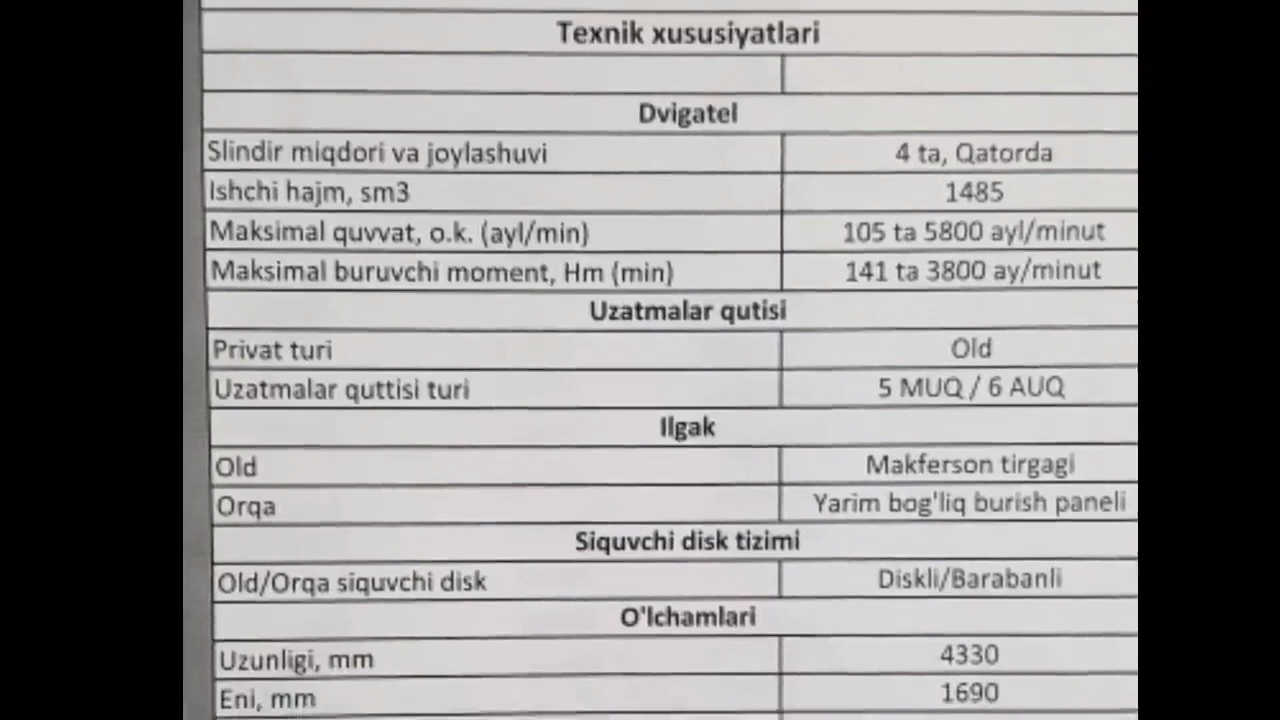 Texnik xususiyatlari
Dvigatel
Slindir miqdori va joylashuvi 4 ta, Qatorda
Ishchi hajm, sm3 1485
Maksimal quvvat, o.k. (ayl/min) 105 ta 5800 ayl/minut
Maksimal buruvchi moment, Hm (min) 141 ta 3800 ay/minut
Uzatmalar qutisi
Privat turi Old
Uzatmalar quttisi turi 5 MUQ / 6 AUQ
Ilgak
Old Makferson tirgagi
Orqa Yarim bog'liq burish paneli
Siquvchi disk tizimi
Old/Orqa siquvchi disk Diskli/Barabanli
O'lchamlari
Uzunligi, mm 4330
Eni, mm 1690